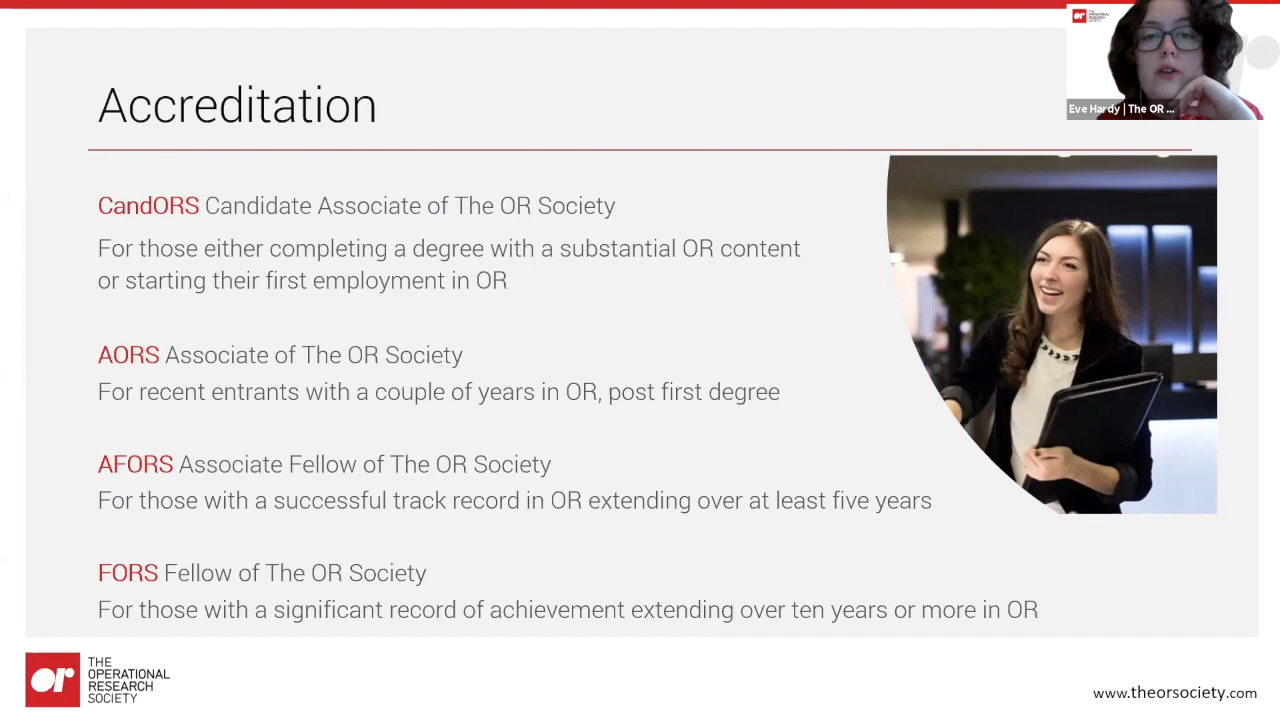 Accreditation
Eve Hardy | The OR ...
CandORS Candidate Associate of The OR Society
For those either completing a degree with a substantial OR content
or starting their first employment in OR
AORS Associate of The OR Society
For recent entrants with a couple of years in OR, post first degree
AFORS Associate Fellow of The OR Society
For those with a successful track record in OR extending over at least five years
FORS Fellow of The OR Society
For those with a significant record of achievement extending over ten years or more in OR
or
THE
OPERATIONAL
RESEARCH
SOCIETY
www.theorsociety.com